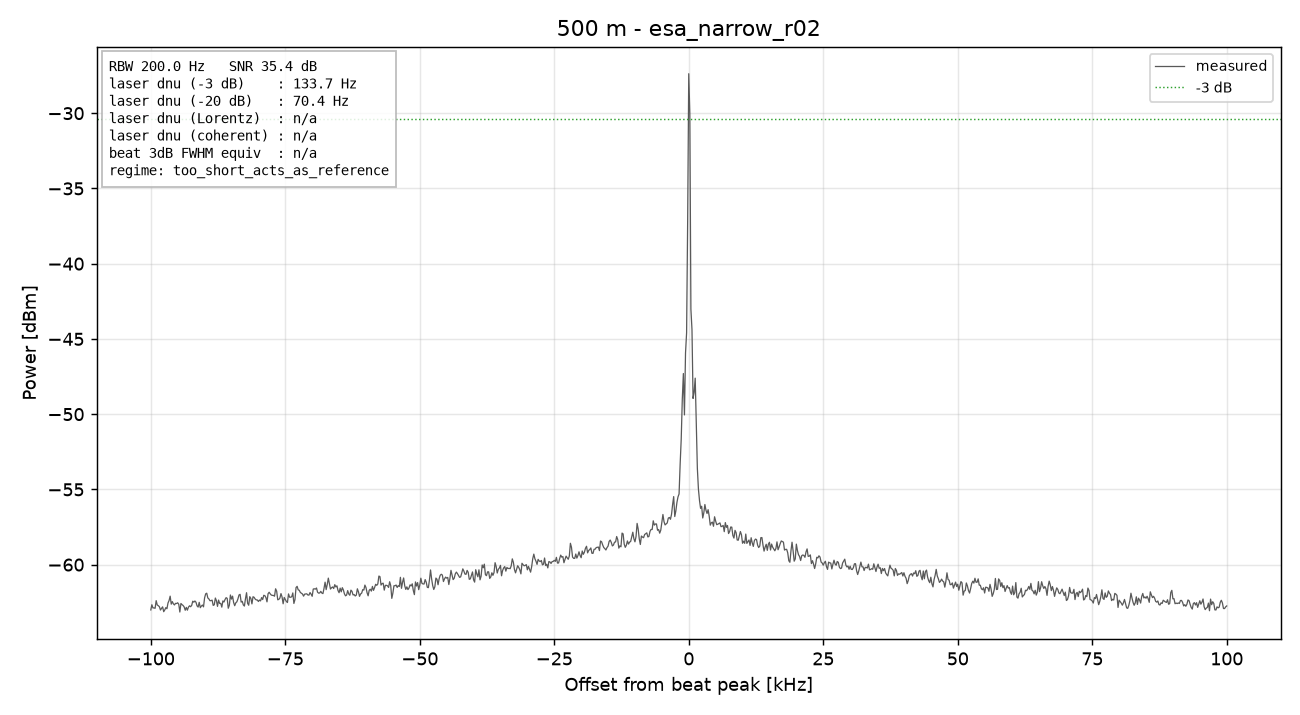 500 m - esa_narrow_r02
RBW 200.0 Hz   SNR 35.4 dB
laser dnu (-3 dB)    : 133.7 Hz
laser dnu (-20 dB)   : 70.4 Hz
laser dnu (Lorentz)  : n/a
laser dnu (coherent) : n/a
beat 3dB FWHM equiv  : n/a
regime: too_short_acts_as_reference
measured
-3 dB
Power [dBm]
−30
−35
−40
−45
−50
−55
−60
−100
−75
−50
−25
0
25
50
75
100
Offset from beat peak [kHz]